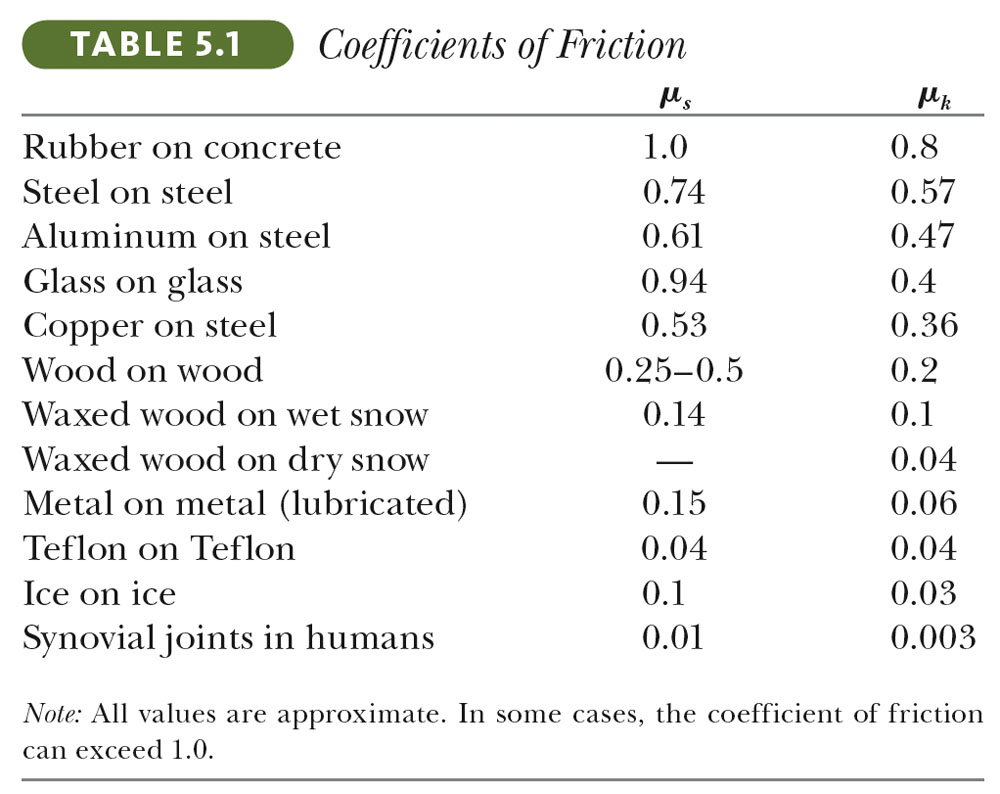 TABLE 5.1 Coefficients of Friction
μs μk
Rubber on concrete 1.0 0.8
Steel on steel 0.74 0.57
Aluminum on steel 0.61 0.47
Glass on glass 0.94 0.4
Copper on steel 0.53 0.36
Wood on wood 0.25–0.5 0.2
Waxed wood on wet snow 0.14 0.1
Waxed wood on dry snow — 0.04
Metal on metal (lubricated) 0.15 0.06
Teflon on Teflon 0.04 0.04
Ice on ice 0.1 0.03
Synovial joints in humans 0.01 0.003
Note: All values are approximate. In some cases, the coefficient of friction
can exceed 1.0.